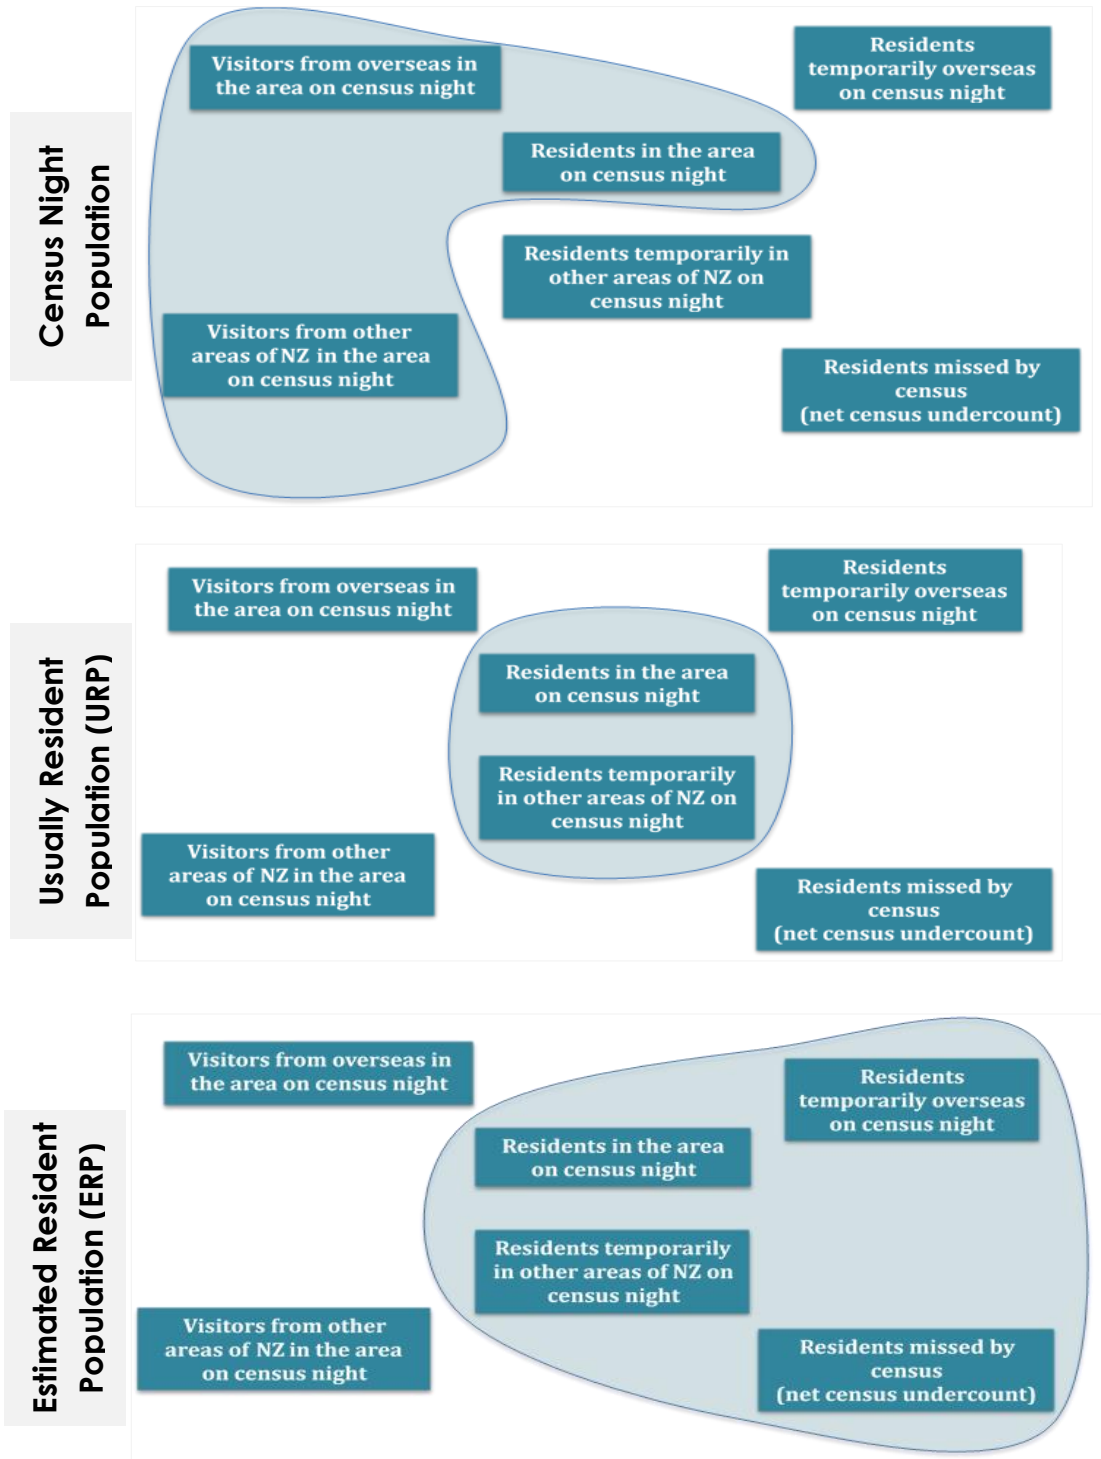 Census Night
Population
Visitors from overseas in
the area on census night
Residents
temporarily overseas
on census night
Residents in the area
on census night
Residents temporarily in
other areas of NZ on
census night
Visitors from other
areas of NZ in the area
on census night
Residents missed by
census
(net census undercount)
Usually Resident
Population (URP)
Visitors from overseas in
the area on census night
Residents
temporarily overseas
on census night
Residents in the area
on census night
Residents temporarily
in other areas of NZ on
census night
Visitors from other
areas of NZ in the area
on census night
Residents missed by
census
(net census undercount)
Estimated Resident
Population (ERP)
Visitors from overseas in
the area on census night
Residents
temporarily overseas
on census night
Residents in the area
on census night
Residents temporarily
in other areas of NZ on
census night
Visitors from other
areas of NZ in the area
on census night
Residents missed by
census
(net census undercount)